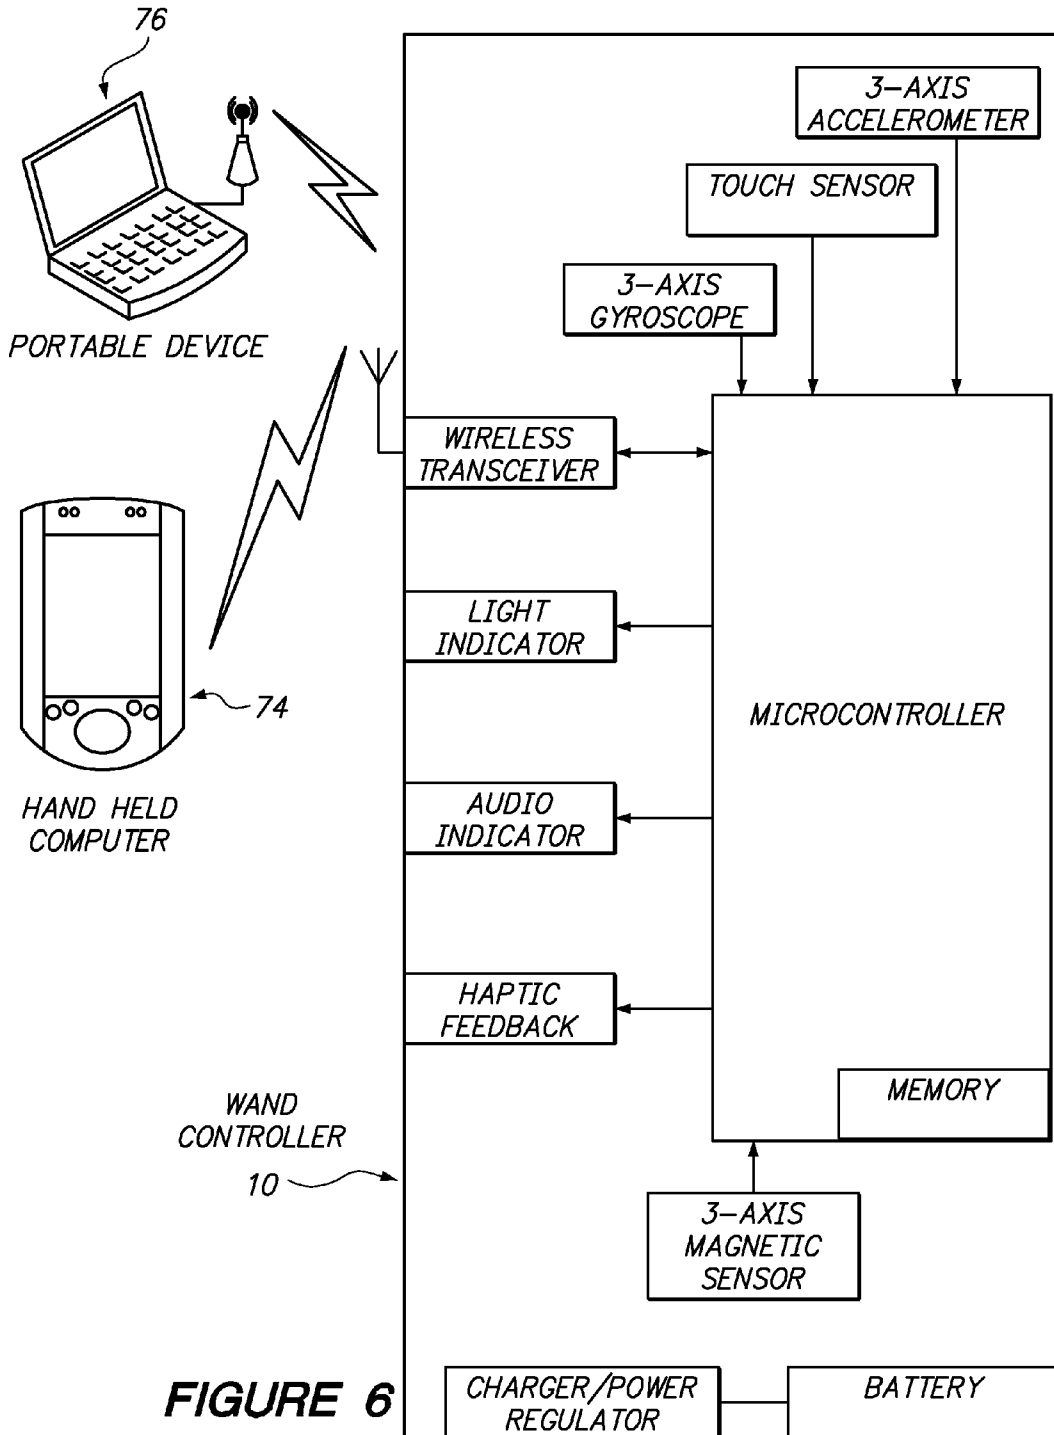 76
3-AXIS
ACCELEROMETER
TOUCH SENSOR
3-AXIS
GYROSCOPE
PORTABLE DEVICE
WIRELESS
TRANSCEIVER
LIGHT
INDICATOR
74
MICROCONTROLLER
HAND HELD
COMPUTER
AUDIO
INDICATOR
HAPTIC
FEEDBACK
MEMORY
WAND
CONTROLLER
10
3-AXIS
MAGNETIC
SENSOR
FIGURE 6
CHARGER/POWER
REGULATOR
BATTERY